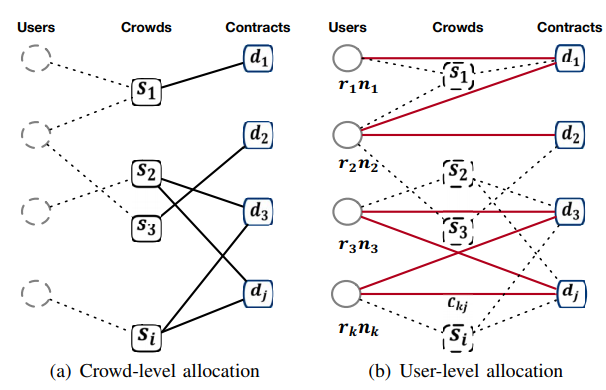 Users Crowds Contracts
d₁
s₁
d₂
s₂
d₃
s₃
dⱼ
sᵢ
(a) Crowd-level allocation
Users Crowds Contracts
d₁
s₁
r₁n₁
d₂
r₂n₂
s₂
d₃
s₃
r₃n₃
dⱼ
cₖⱼ
rₖnₖ
sᵢ
(b) User-level allocation